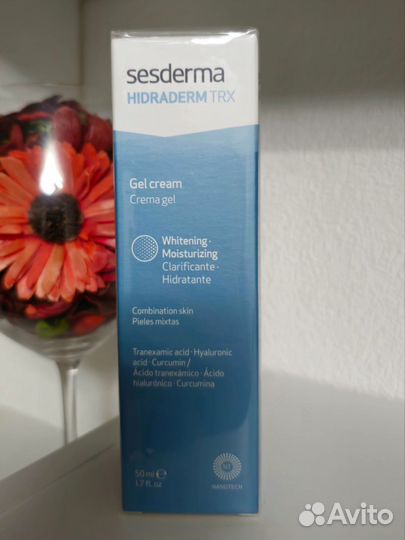 sesderma
HIDRADERM TRX
Gel cream
Crema gel
Whitening·
Moisturizing
Clarificante·
Hidratante
Combination skin
Pieles mixtas
Tranexamic acid · Hyaluronic
acid · Curcumin /
Ácido tranexámico · Ácido
hialurónico · Curcumina
50 ml ℮
1.7 fl. oz
NT
NANOTECH
Avito